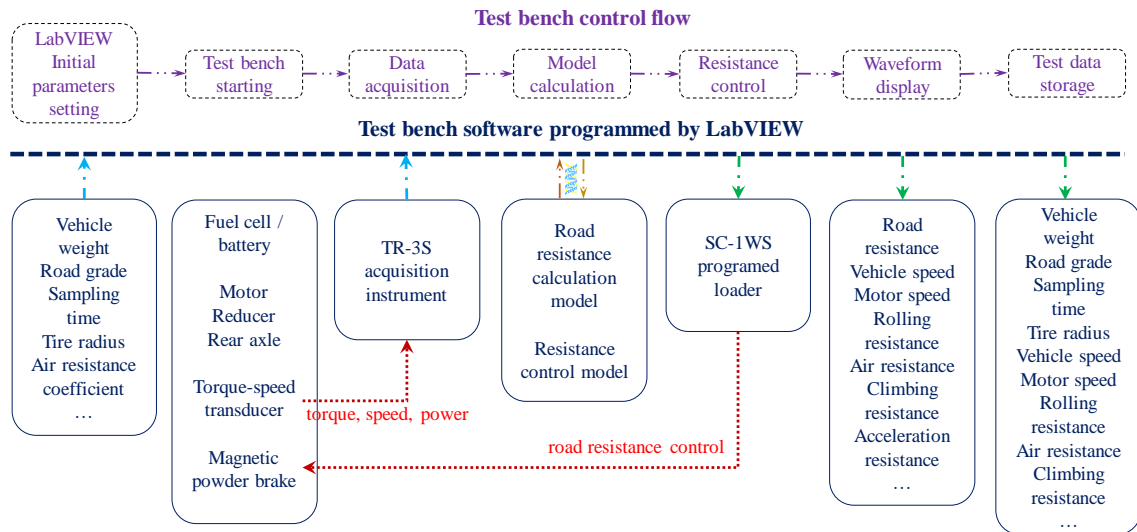 Test bench control flow
LabVIEW
Initial
parameters
setting
Test bench
starting
Data
acquisition
Model
calculation
Resistance
control
Waveform
display
Test data
storage
Test bench software programmed by LabVIEW
Vehicle
weight
Road grade
Sampling
time
Tire radius
Air resistance
coefficient
…
Fuel cell /
battery
Motor
Reducer
Rear axle
Torque-speed
transducer
Magnetic
powder brake
TR-3S
acquisition
instrument
torque, speed, power
Road
resistance
calculation
model
Resistance
control model
SC-1WS
programed
loader
road resistance control
Road
resistance
Vehicle speed
Motor speed
Rolling
resistance
Air resistance
Climbing
resistance
Acceleration
resistance
…
Vehicle
weight
Road grade
Sampling
time
Tire radius
Vehicle speed
Motor speed
Rolling
resistance
Air resistance
Climbing
resistance
…